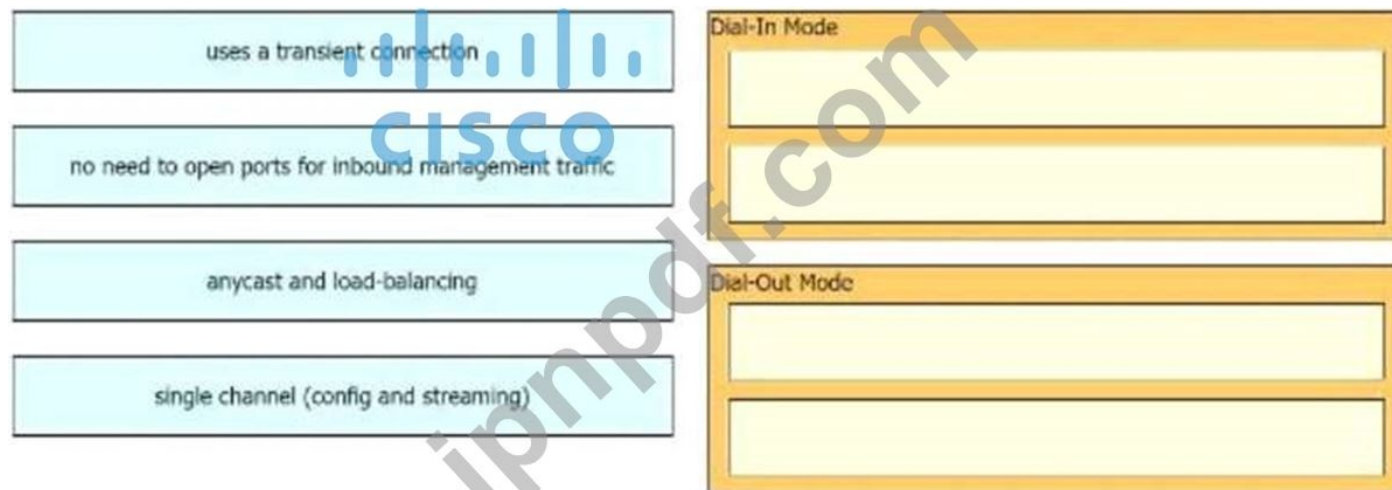 uses a transient connection
CISCO
no need to open ports for inbound management traffic
anycast and load-balancing
single channel (config and streaming)
Dial-In Mode
Dial-Out Mode
jpnpdf.com